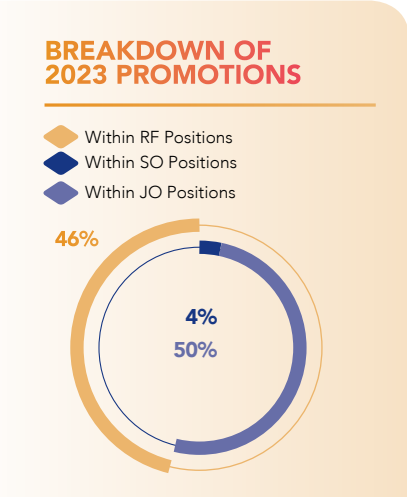 BREAKDOWN OF
2023 PROMOTIONS
Within RF Positions
Within SO Positions
Within JO Positions
46%
4%
50%